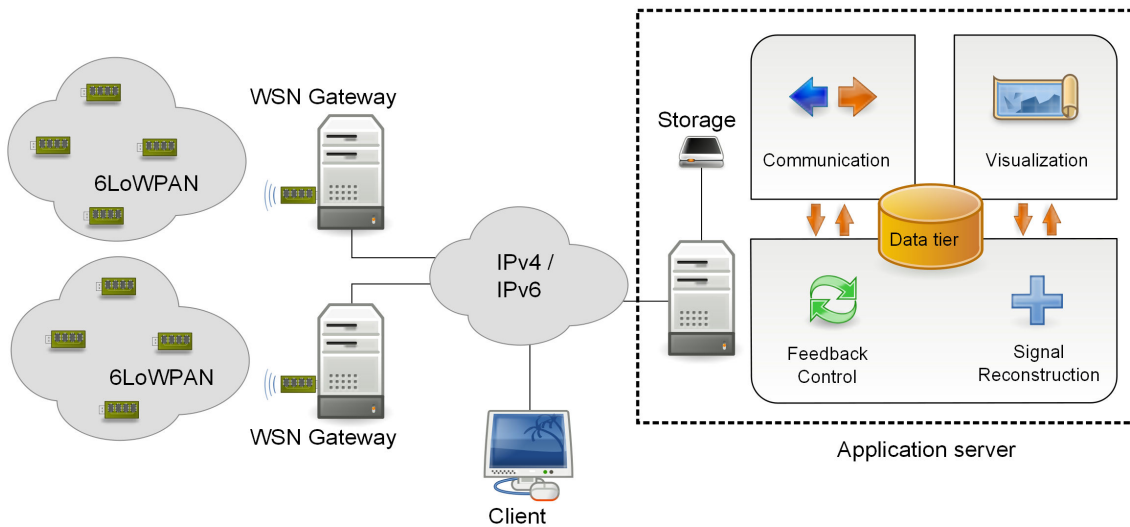 WSN Gateway
6LoWPAN
6LoWPAN
WSN Gateway
IPv4 /
IPv6
Client
Storage
Communication
Visualization
Data tier
Feedback
Control
Signal
Reconstruction
Application server